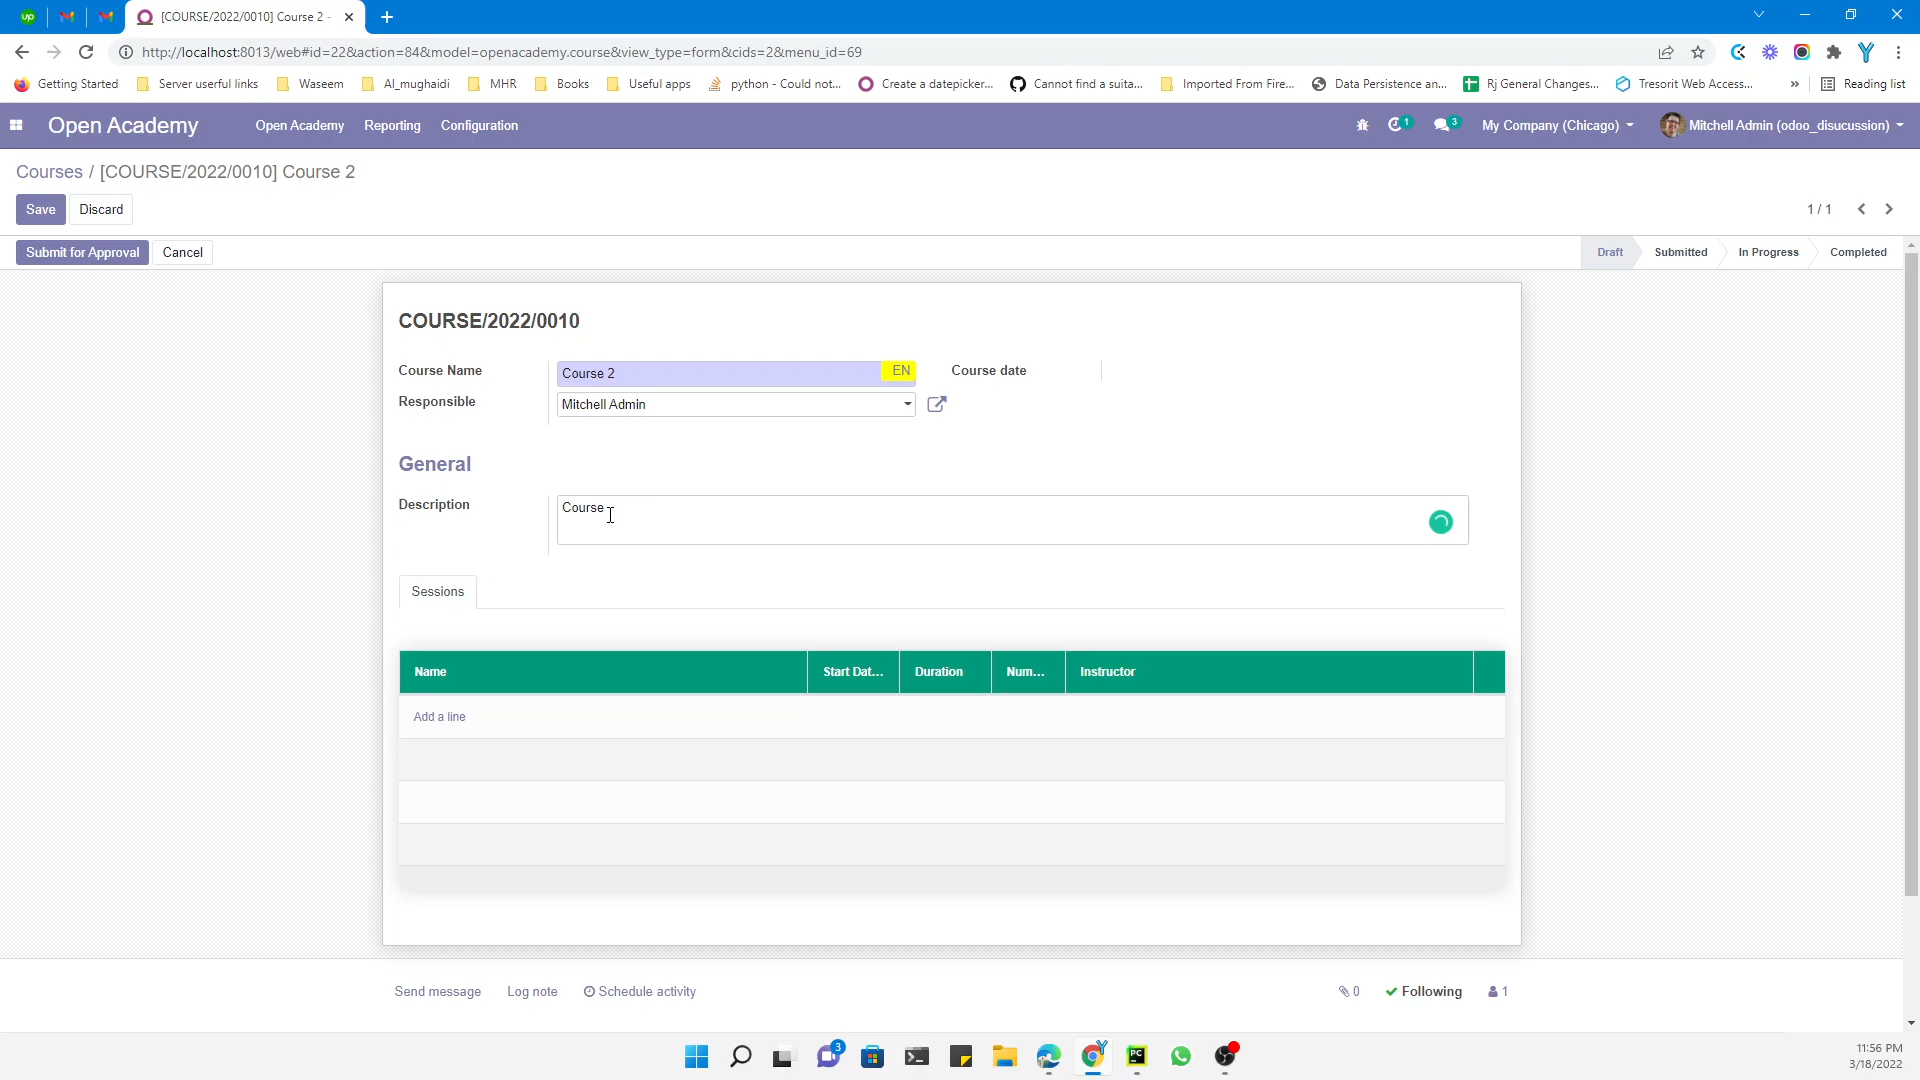 up
[COURSE/2022/0010] Course 2 -
http://localhost:8013/web#id=22&action=84&model=openacademy.course&view_type=form&cids=2&menu_id=69
Getting Started
Server userful links
Waseem
Al_mughaidi
MHR
Books
Useful apps
python - Could not...
Create a datepicker...
Cannot find a suita...
Imported From Fire...
Data Persistence an...
Rj General Changes...
Tresorit Web Access...
»
Reading list
Open Academy
Open Academy
Reporting
Configuration
1
3
My Company (Chicago)
Mitchell Admin (odoo_disucussion)
Courses / [COURSE/2022/0010] Course 2
Save
Discard
1 / 1
Submit for Approval
Cancel
Draft
Submitted
In Progress
Completed
COURSE/2022/0010
Course Name
Course 2
EN
Course date
Responsible
Mitchell Admin
General
Description
Course
Sessions
Name
Start Dat...
Duration
Num...
Instructor
Add a line
Send message
Log note
Schedule activity
0
Following
1
3
PC
11:56 PM
3/18/2022